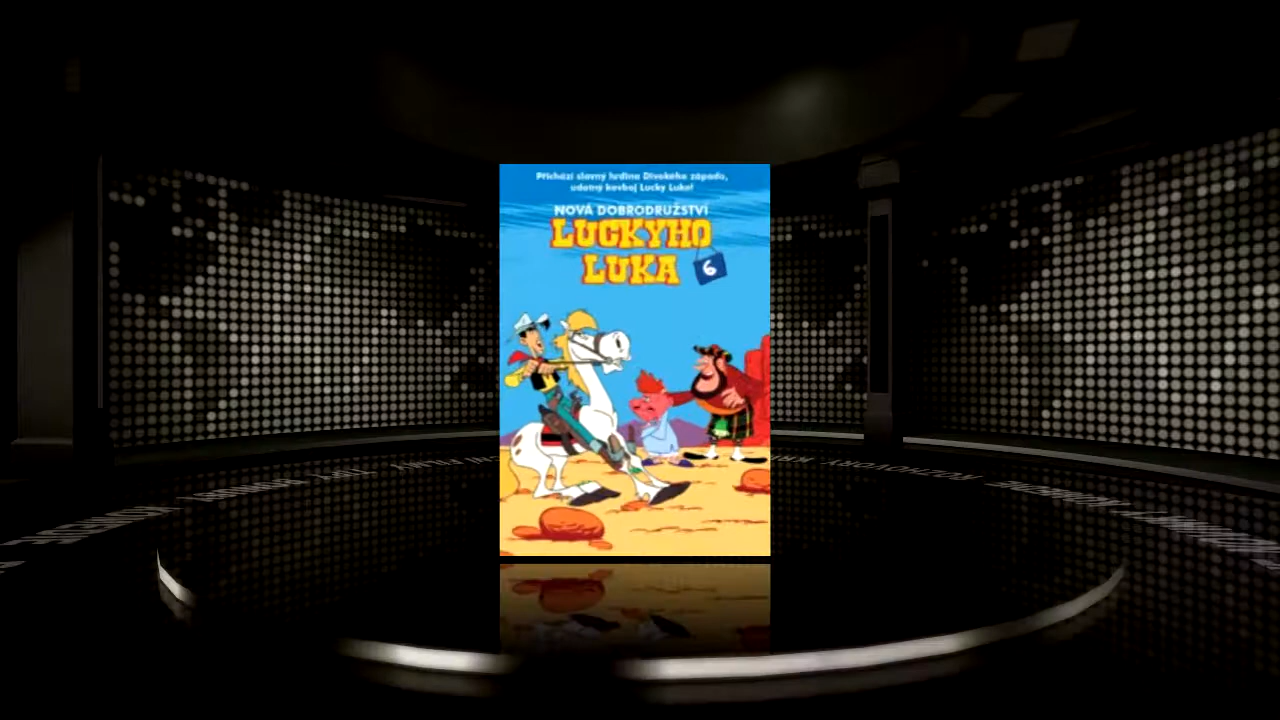 Přichází slavný hrdina Divokého západu,
udatný kovboj Lucky Luke!
NOVÁ DOBRODRUŽSTVÍ
LUCKYHO
LUKA
6